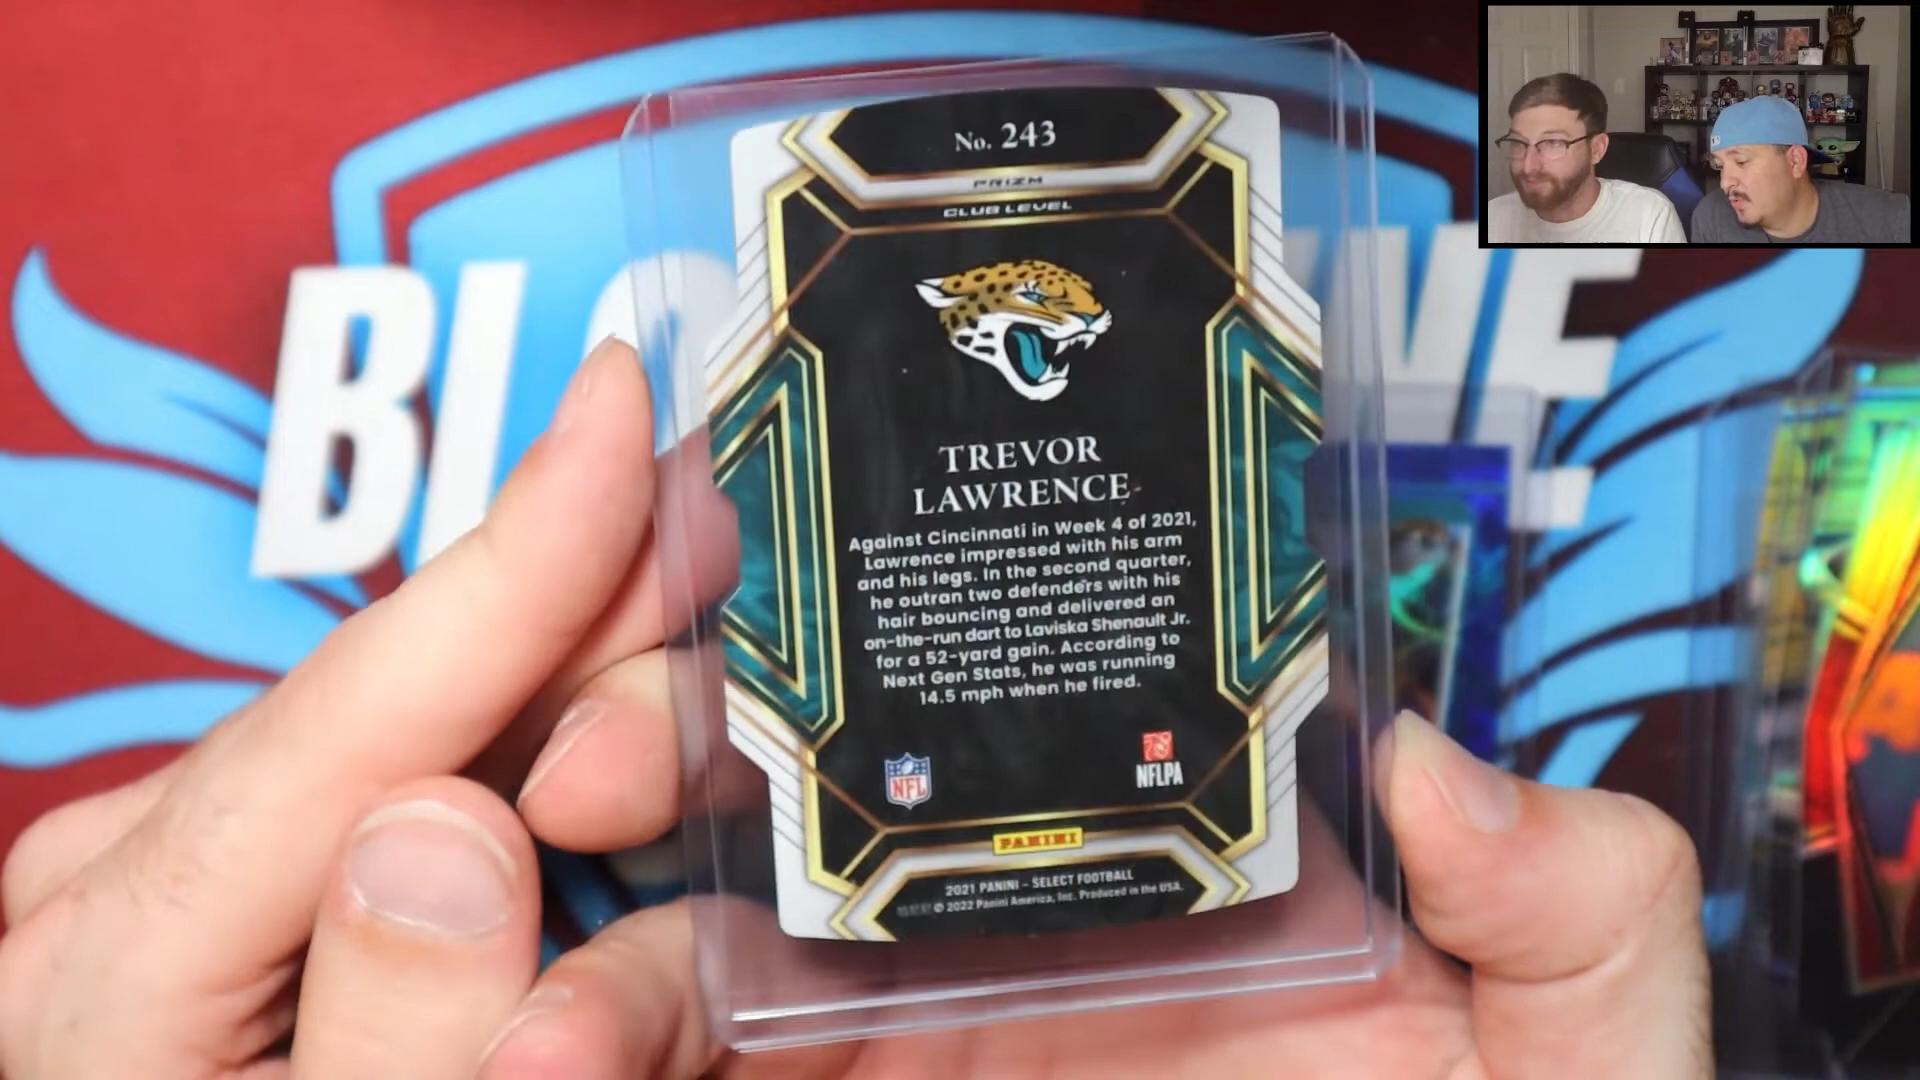 No. 243
PRIZM
CLUB LEVEL
TREVOR
LAWRENCE
Against Cincinnati in Week 4 of 2021,
Lawrence impressed with his arm
and his legs. In the second quarter,
he outran two defenders with his
hair bouncing and delivered an
on-the-run dart to Laviska Shenault Jr.
for a 52-yard gain. According to
Next Gen Stats, he was running
14.5 mph when he fired.
NFL
NFLPA
PANINI
2021 PANINI - SELECT FOOTBALL
© 2022 Panini America, Inc. Produced in the USA.